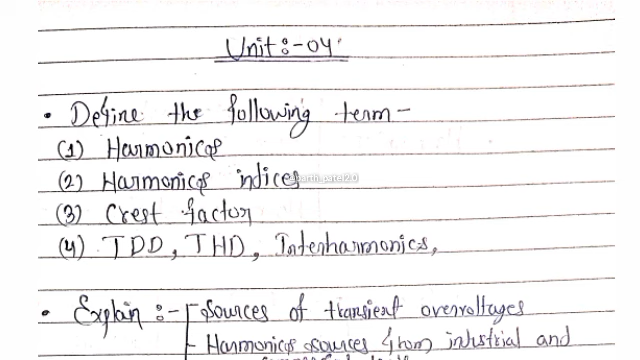 Unit:-04
• Define the following term -
(1) Harmonics
(2) Harmonics indices
(3) Crest factor
(4) TDD, THD, Interharmonics,
• Explain :- Sources of transient overvoltages
- Harmonics sources from industrial and